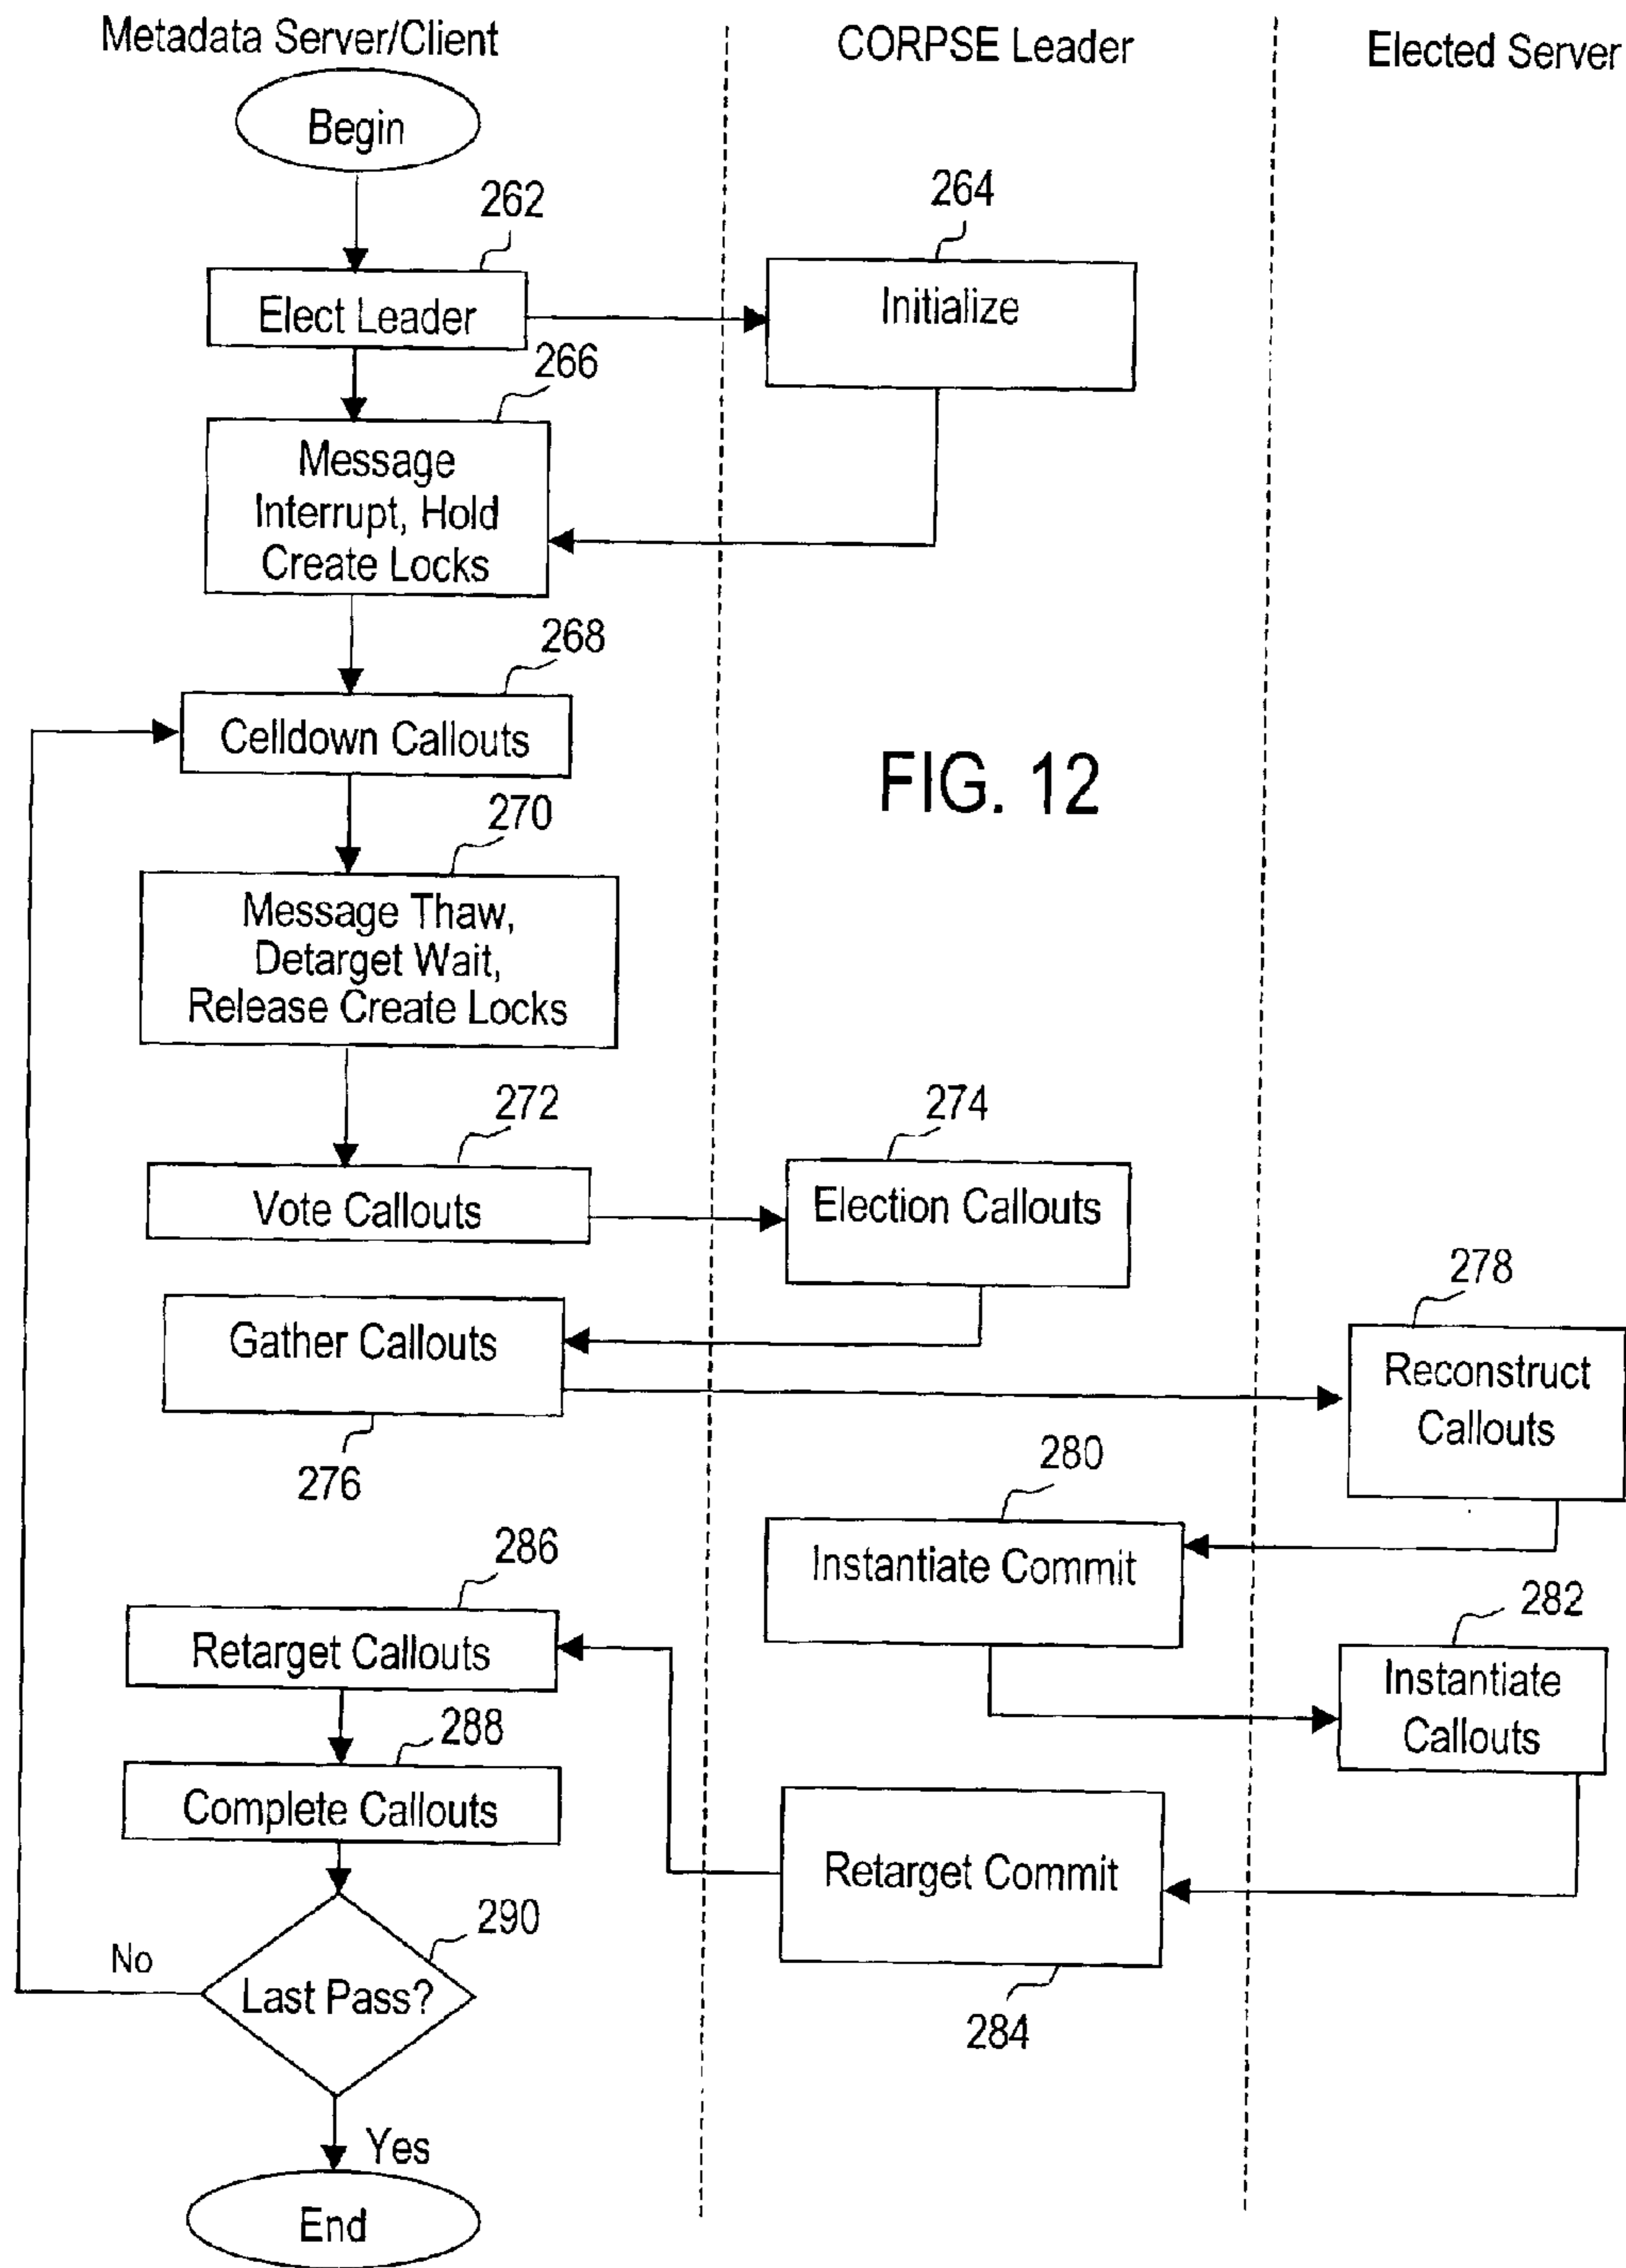 Metadata Server/Client
CORPSE Leader
Elected Server
Begin
262
264
Elect Leader
Initialize
266
Message
Interrupt, Hold
Create Locks
268
Celldown Callouts
FIG. 12
270
Message Thaw,
Detarget Wait,
Release Create Locks
272
274
Vote Callouts
Election Callouts
278
Gather Callouts
Reconstruct
Callouts
276
280
Instantiate Commit
286
282
Retarget Callouts
Instantiate
Callouts
288
Complete Callouts
Retarget Commit
290
No
Last Pass?
284
Yes
End